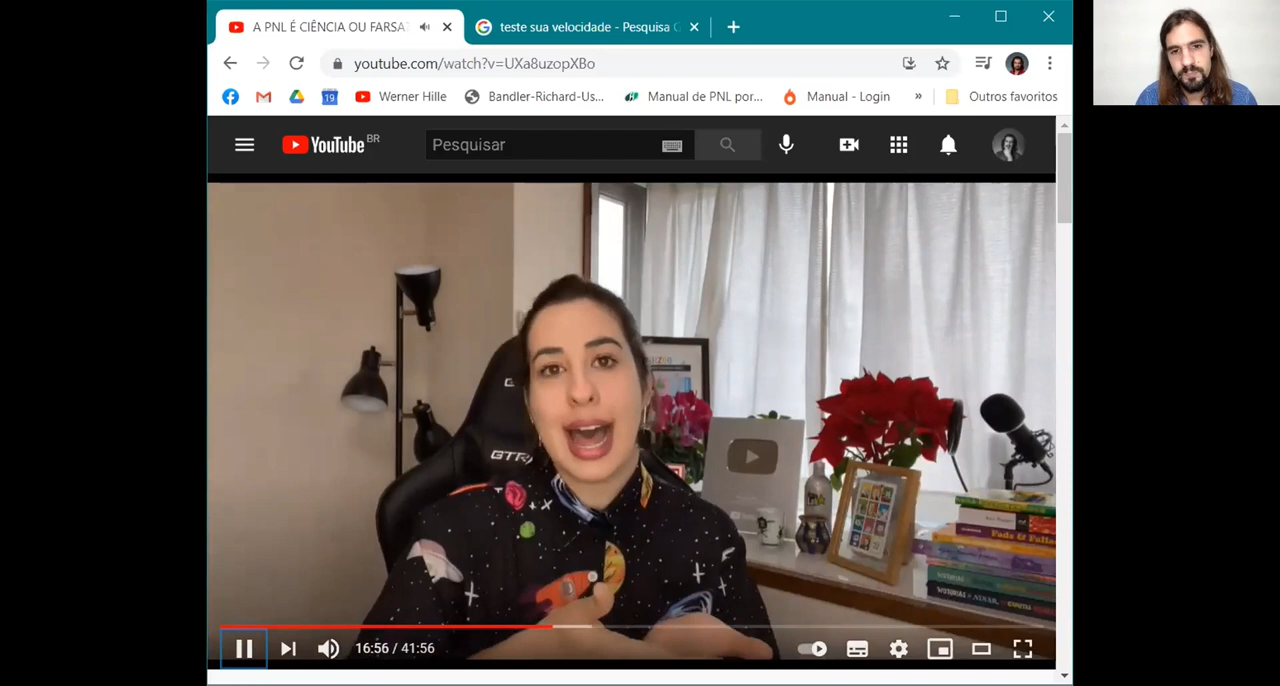 A PNL É CIÊNCIA OU FARSA
teste sua velocidade - Pesquisa G
youtube.com/watch?v=UXa8uzopXBo
19
Werner Hille
Bandler-Richard-Us...
Manual de PNL por...
Manual - Login
»
Outros favoritos
YouTube BR
Pesquisar
GTR
16:56 / 41:56